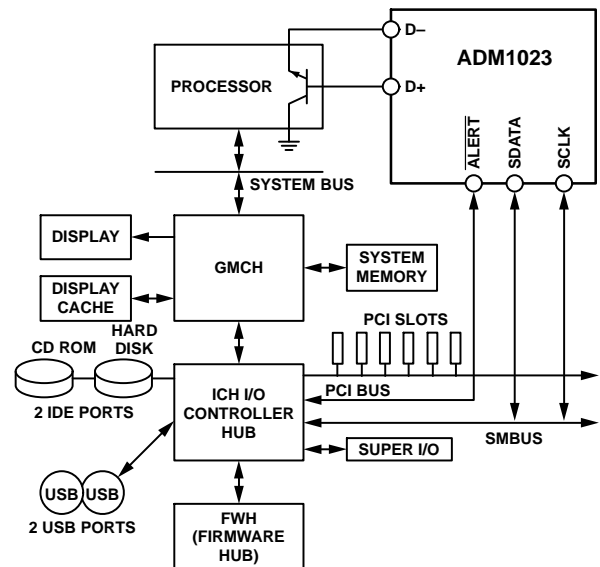 D−
ADM1023
PROCESSOR
D+
ALERT
SDATA
SCLK
SYSTEM BUS
DISPLAY
GMCH
SYSTEM
MEMORY
DISPLAY
CACHE
HARD
DISK
CD ROM
PCI SLOTS
ICH I/O
CONTROLLER
HUB
PCI BUS
2 IDE PORTS
SMBUS
SUPER I/O
USB
USB
2 USB PORTS
FWH
(FIRMWARE
HUB)